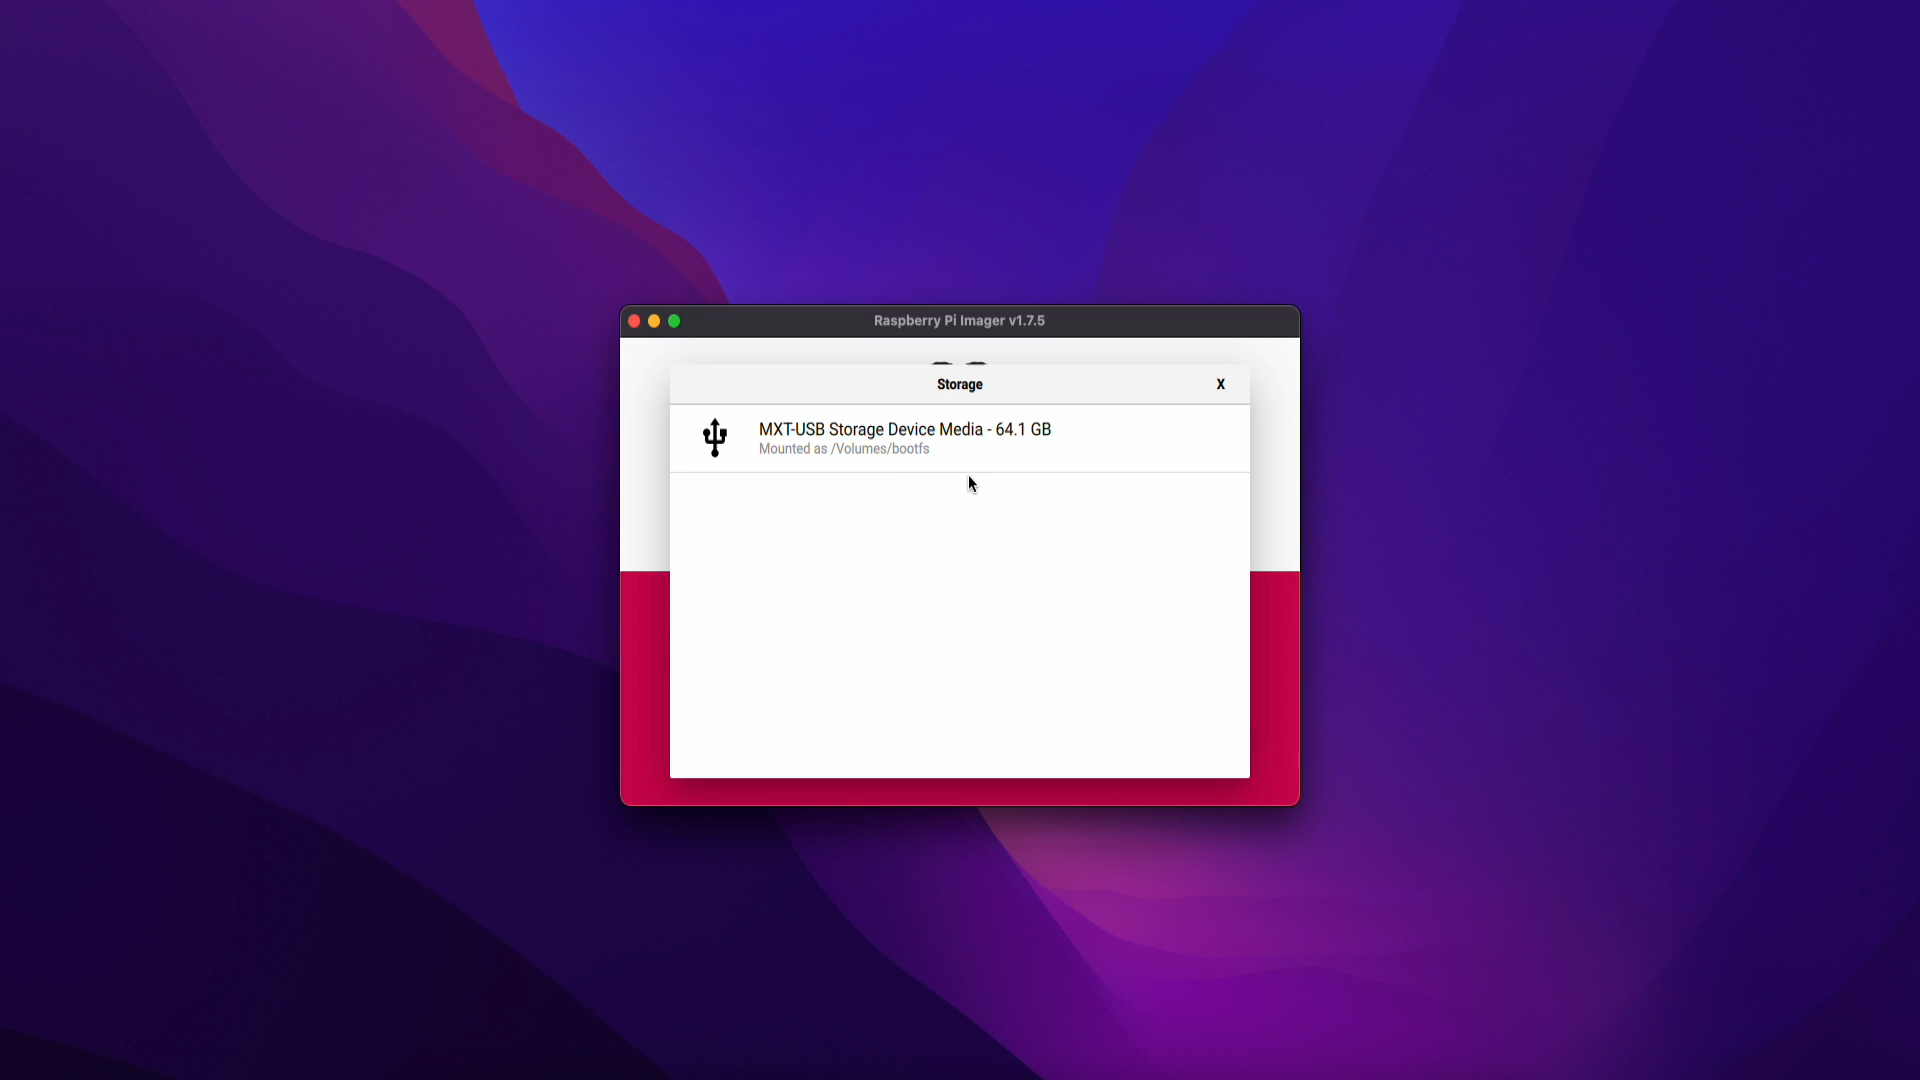 Raspberry Pi Imager v1.7.5
Storage
X
MXT-USB Storage Device Media - 64.1 GB
Mounted as /Volumes/bootfs